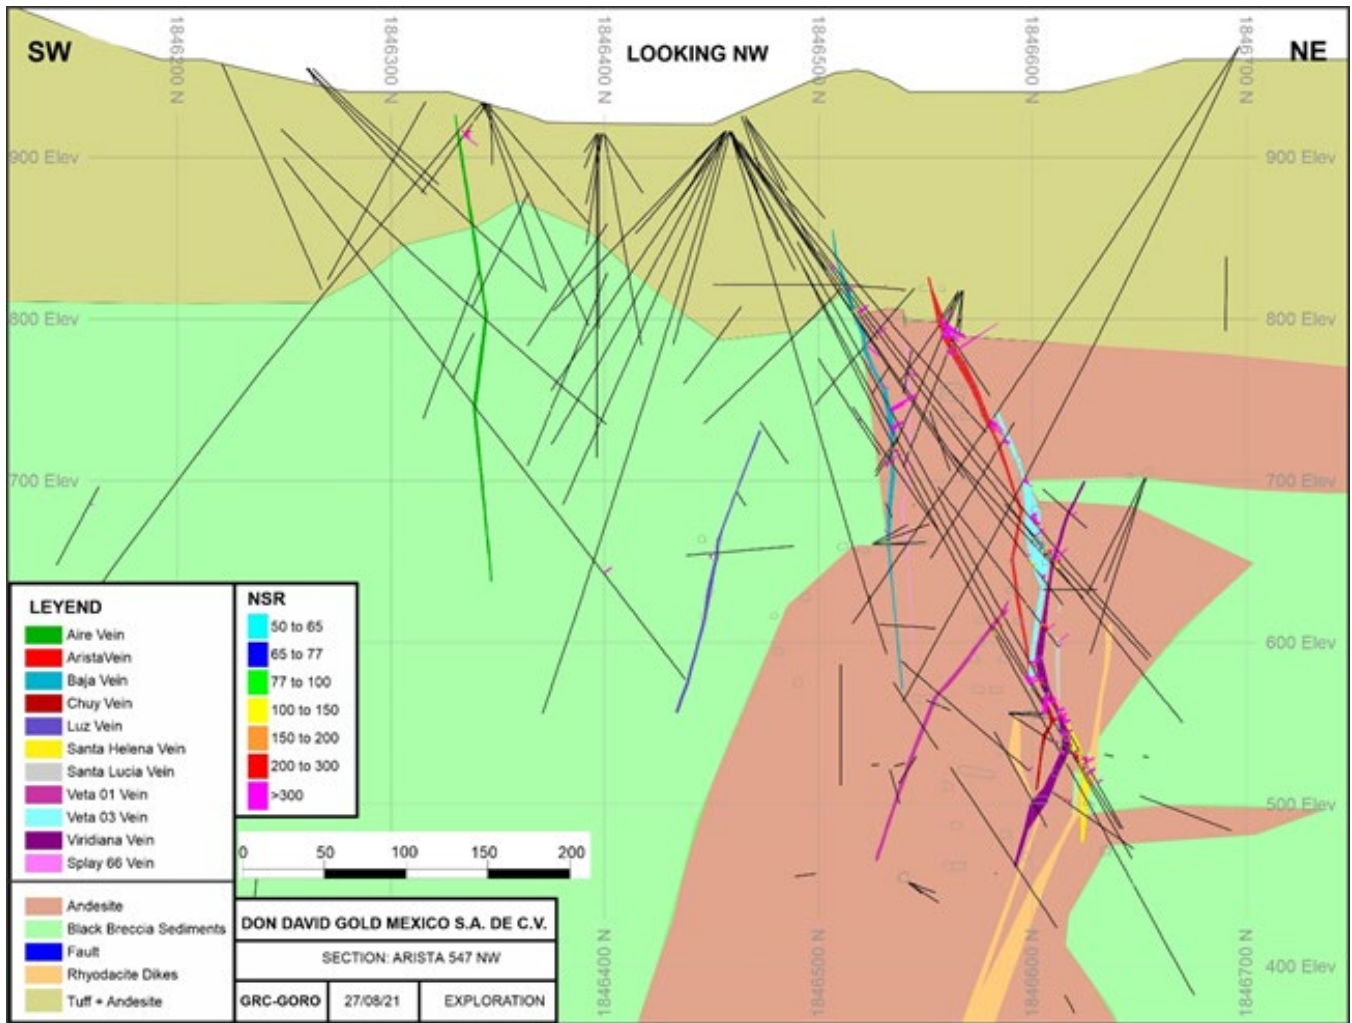 SW
LOOKING NW
NE
1846200 N
1846300 N
1846400 N
1846500 N
1846600 N
1846700 N
900 Elev
900 Elev
800 Elev
800 Elev
700 Elev
700 Elev
600 Elev
500 Elev
400 Elev
LEYEND
Aire Vein
AristaVein
Baja Vein
Chuy Vein
Luz Vein
Santa Helena Vein
Santa Lucia Vein
Veta 01 Vein
Veta 03 Vein
Viridiana Vein
Splay 66 Vein
Andesite
Black Breccia Sediments
Fault
Rhyodacite Dikes
Tuff + Andesite
NSR
50 to 65
65 to 77
77 to 100
100 to 150
150 to 200
200 to 300
>300
0 50 100 150 200
DON DAVID GOLD MEXICO S.A. DE C.V.
SECTION: ARISTA 547 NW
GRC-GORO 27/08/21 EXPLORATION
1846400 N
1846500 N
1846600 N
1846700 N